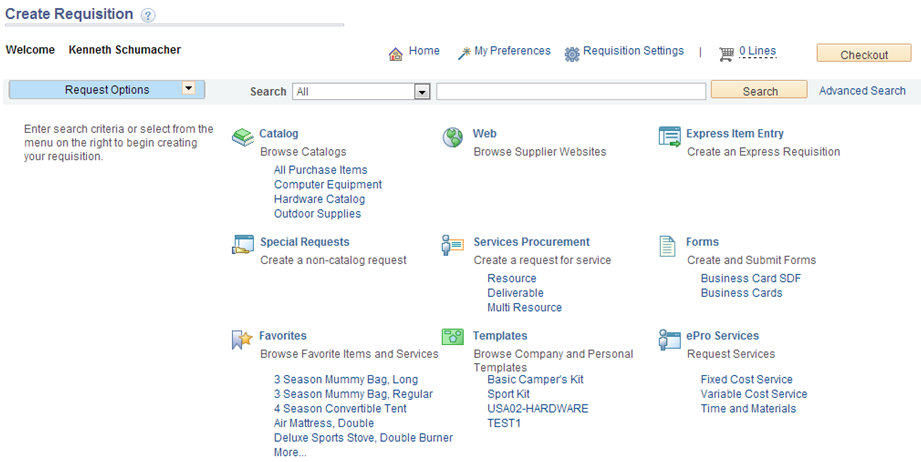 Create Requisition ?
Welcome Kenneth Schumacher
Home My Preferences Requisition Settings | 0 Lines Checkout
Request Options Search All Search Advanced Search
Enter search criteria or select from the
menu on the right to begin creating
your requisition.
Catalog
Browse Catalogs
All Purchase Items
Computer Equipment
Hardware Catalog
Outdoor Supplies
Web
Browse Supplier Websites
Express Item Entry
Create an Express Requisition
Special Requests
Create a non-catalog request
Services Procurement
Create a request for service
Resource
Deliverable
Multi Resource
Forms
Create and Submit Forms
Business Card SDF
Business Cards
Favorites
Browse Favorite Items and Services
3 Season Mummy Bag, Long
3 Season Mummy Bag, Regular
4 Season Convertible Tent
Air Mattress, Double
Deluxe Sports Stove, Double Burner
More...
Templates
Browse Company and Personal
Templates
Basic Camper's Kit
Sport Kit
USA02-HARDWARE
TEST1
ePro Services
Request Services
Fixed Cost Service
Variable Cost Service
Time and Materials